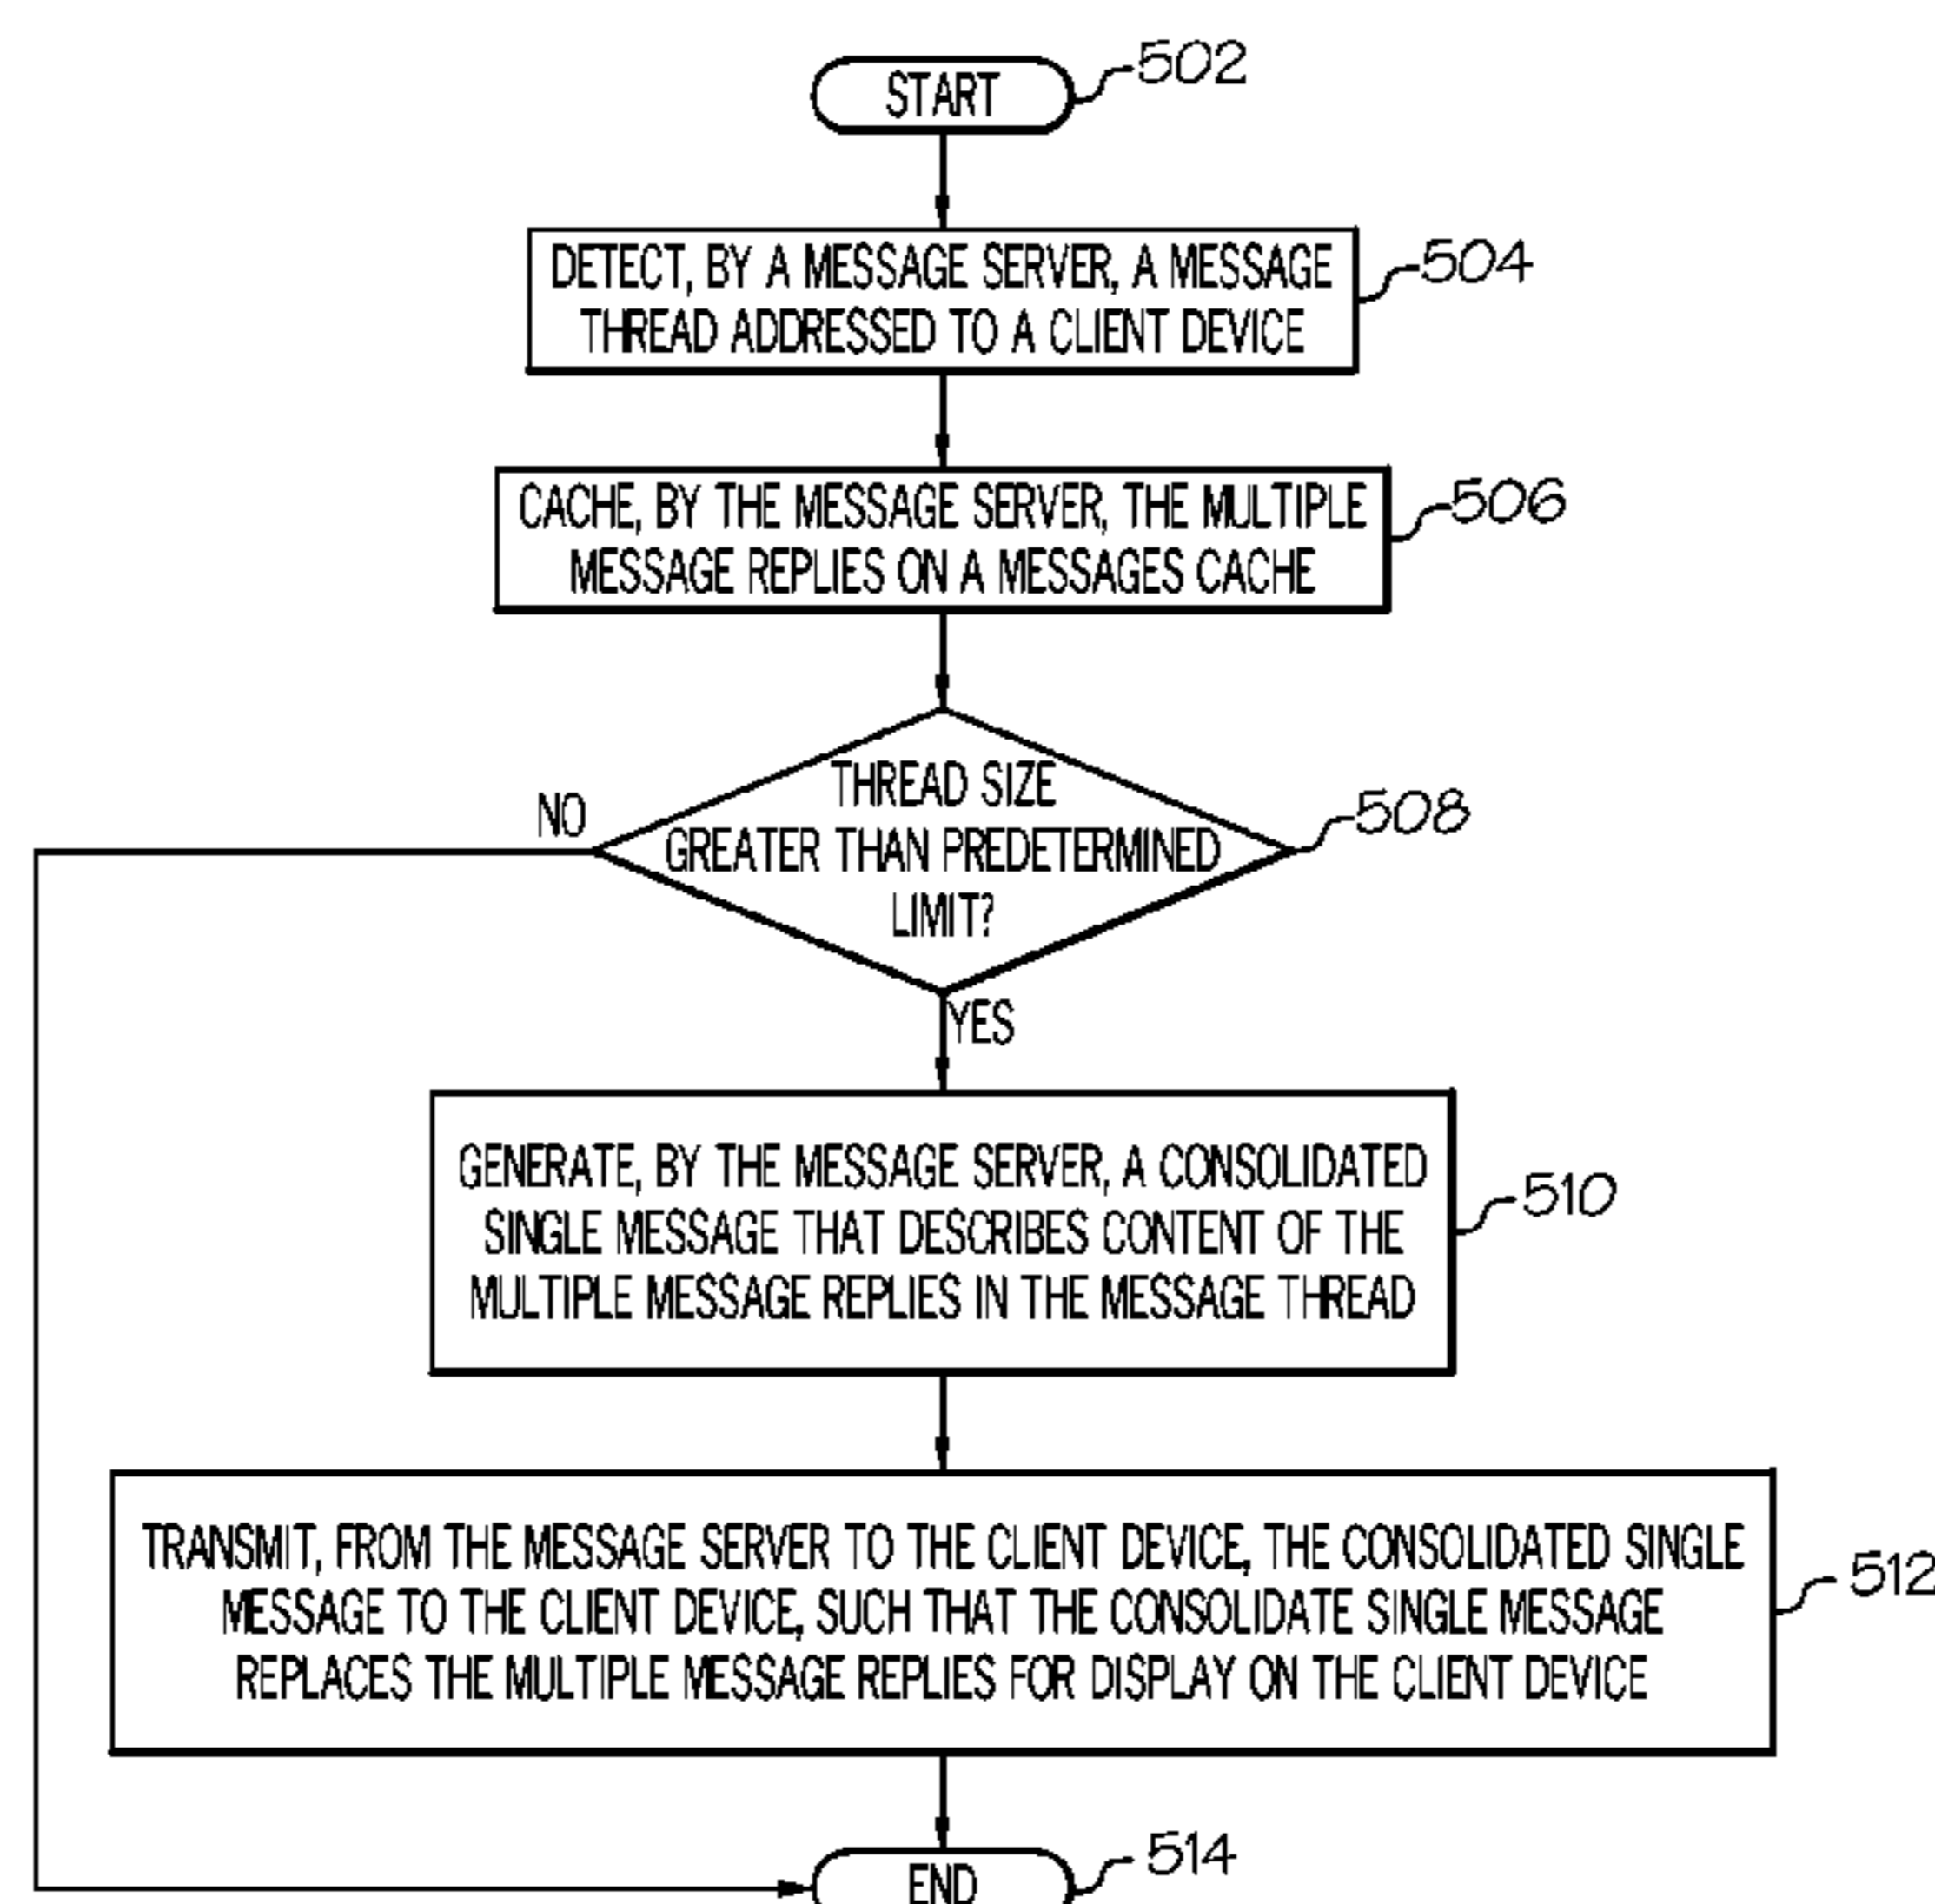 START
502
DETECT, BY A MESSAGE SERVER, A MESSAGE
THREAD ADDRESSED TO A CLIENT DEVICE
504
CACHE, BY THE MESSAGE SERVER, THE MULTIPLE
MESSAGE REPLIES ON A MESSAGES CACHE
506
THREAD SIZE
GREATER THAN PREDETERMINED
LIMIT?
508
NO
YES
GENERATE, BY THE MESSAGE SERVER, A CONSOLIDATED
SINGLE MESSAGE THAT DESCRIBES CONTENT OF THE
MULTIPLE MESSAGE REPLIES IN THE MESSAGE THREAD
510
TRANSMIT, FROM THE MESSAGE SERVER TO THE CLIENT DEVICE, THE CONSOLIDATED SINGLE
MESSAGE TO THE CLIENT DEVICE, SUCH THAT THE CONSOLIDATE SINGLE MESSAGE
REPLACES THE MULTIPLE MESSAGE REPLIES FOR DISPLAY ON THE CLIENT DEVICE
512
END
514